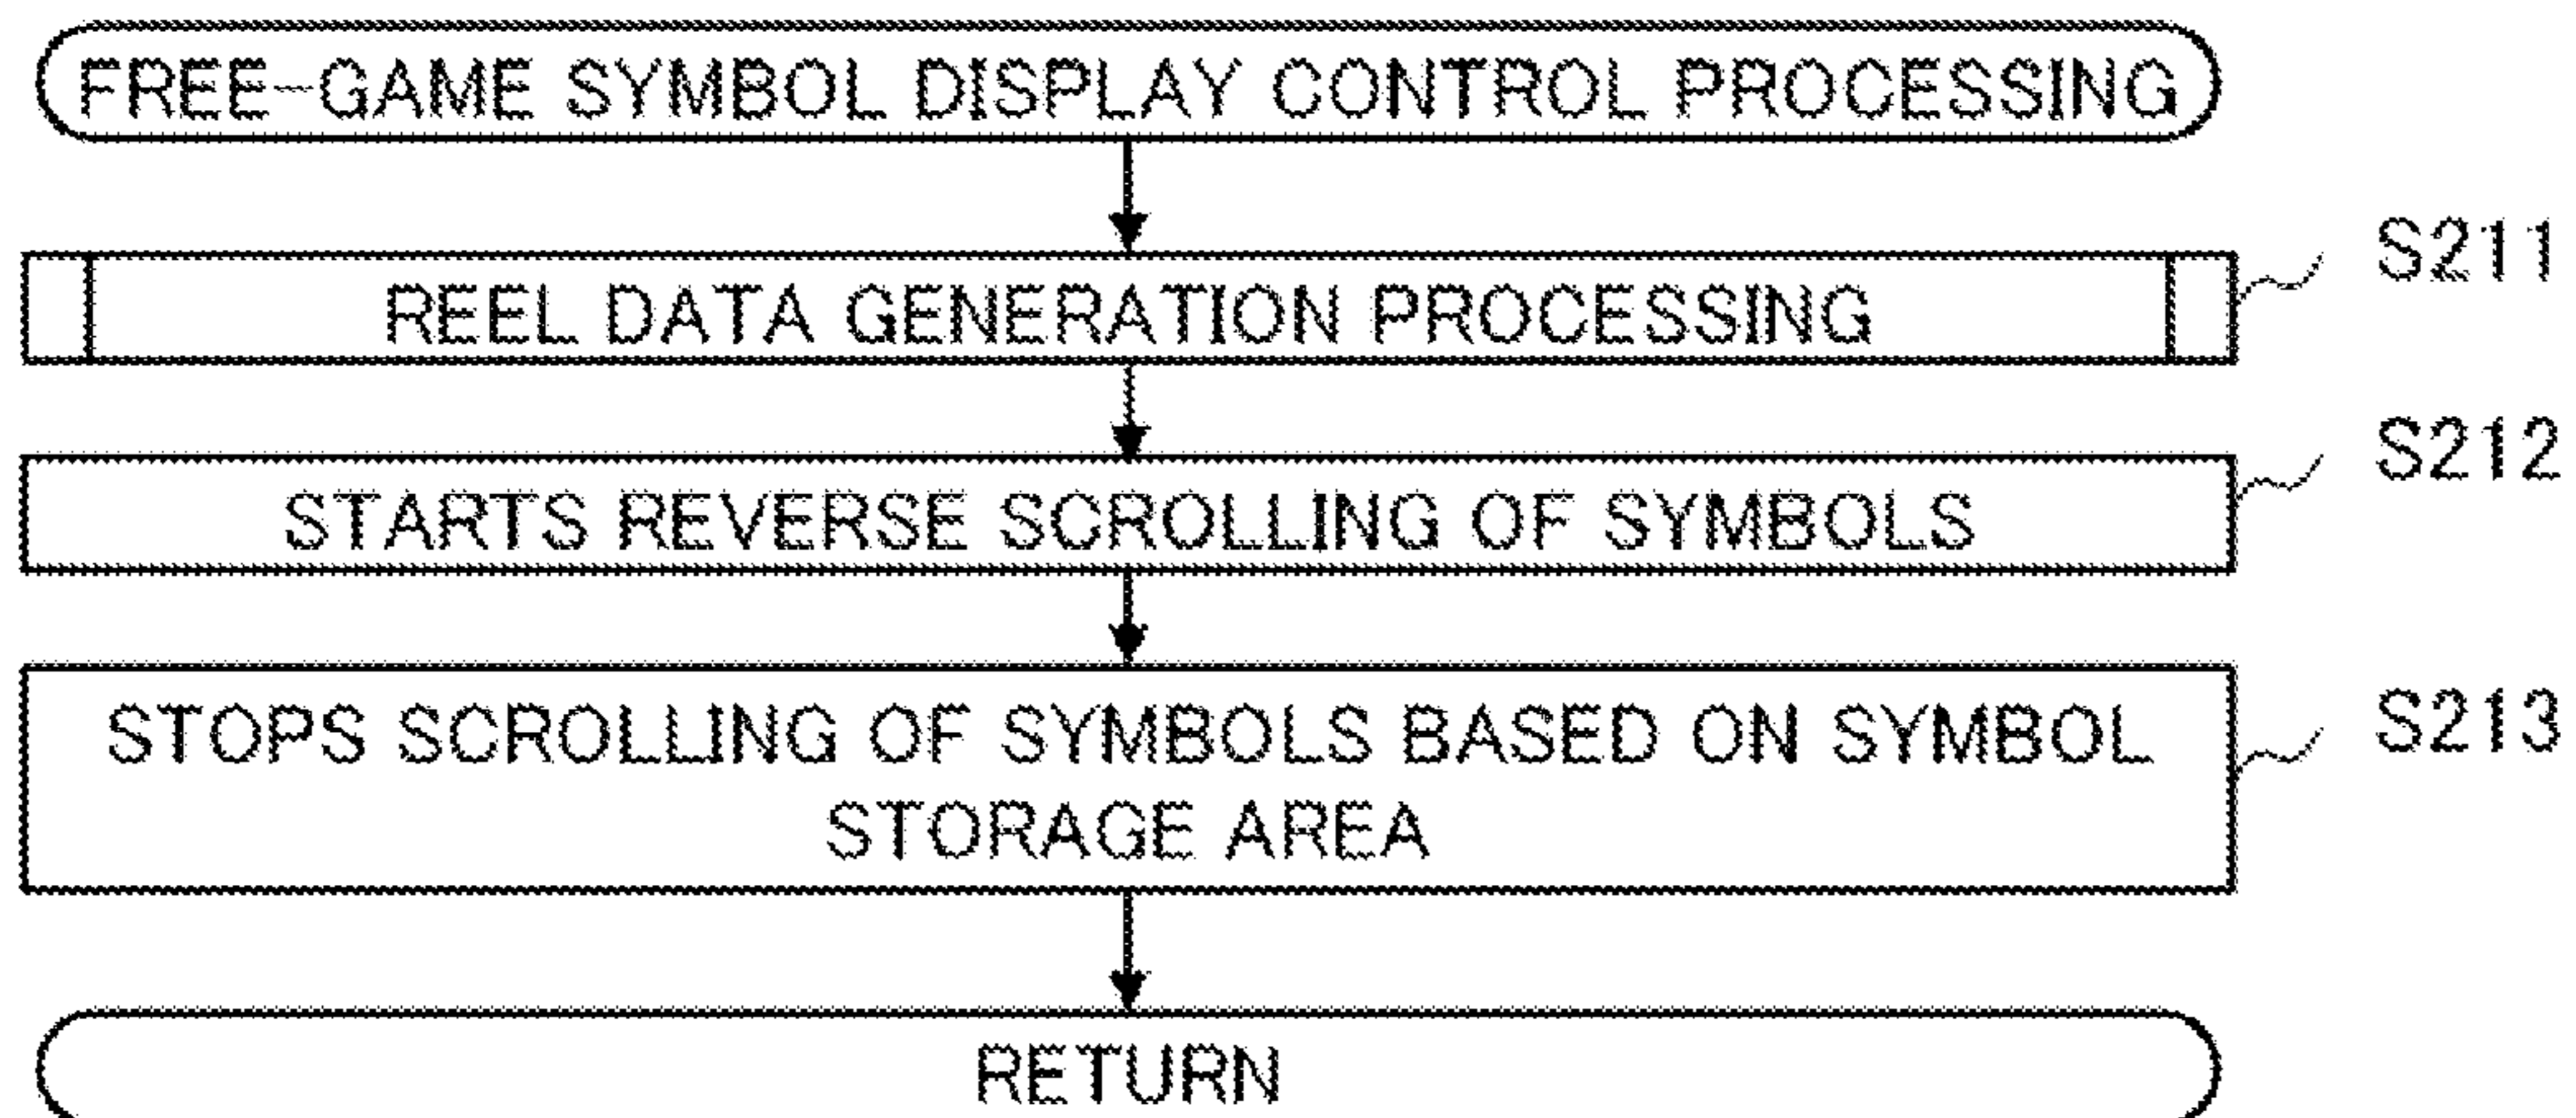 FREE-GAME SYMBOL DISPLAY CONTROL PROCESSING
S211
REEL DATA GENERATION PROCESSING
S212
STARTS REVERSE SCROLLING OF SYMBOLS
S213
STOPS SCROLLING OF SYMBOLS BASED ON SYMBOL
STORAGE AREA
RETURN